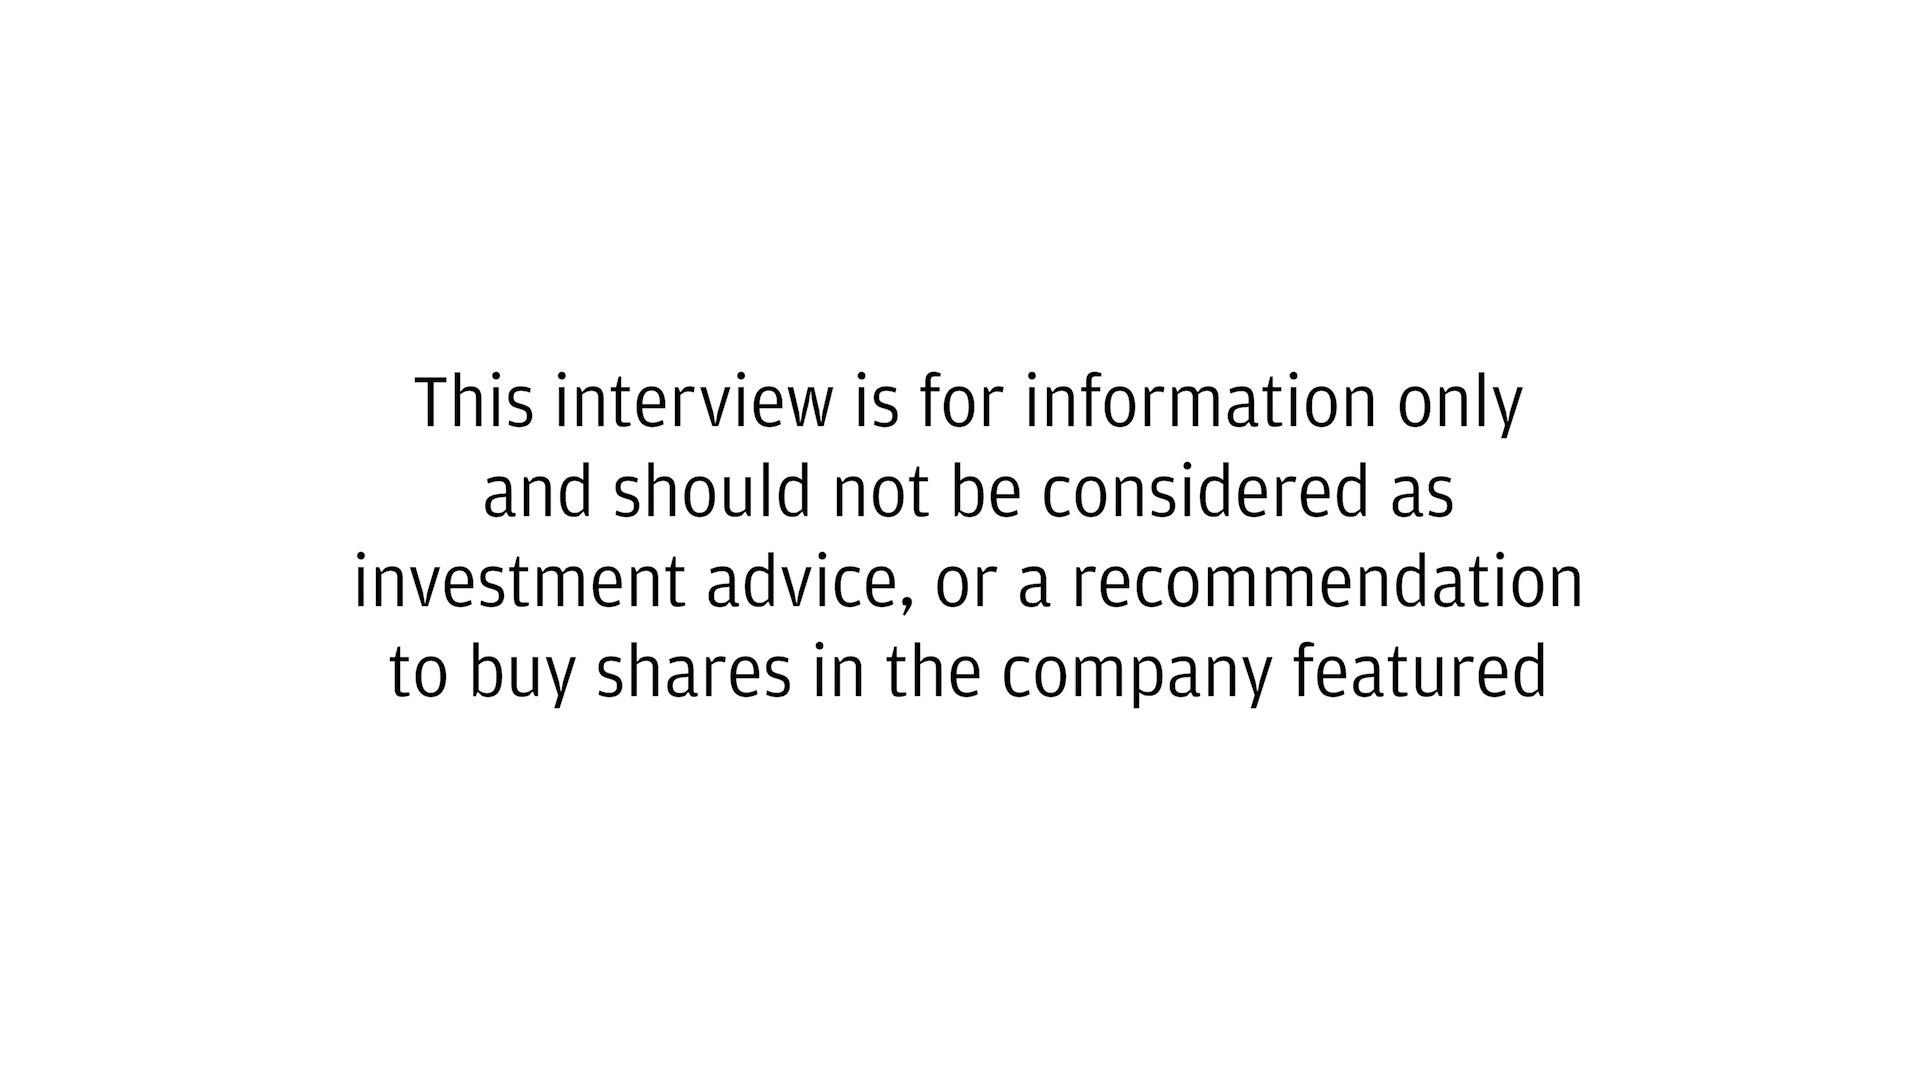 This interview is for information only
and should not be considered as
investment advice, or a recommendation
to buy shares in the company featured